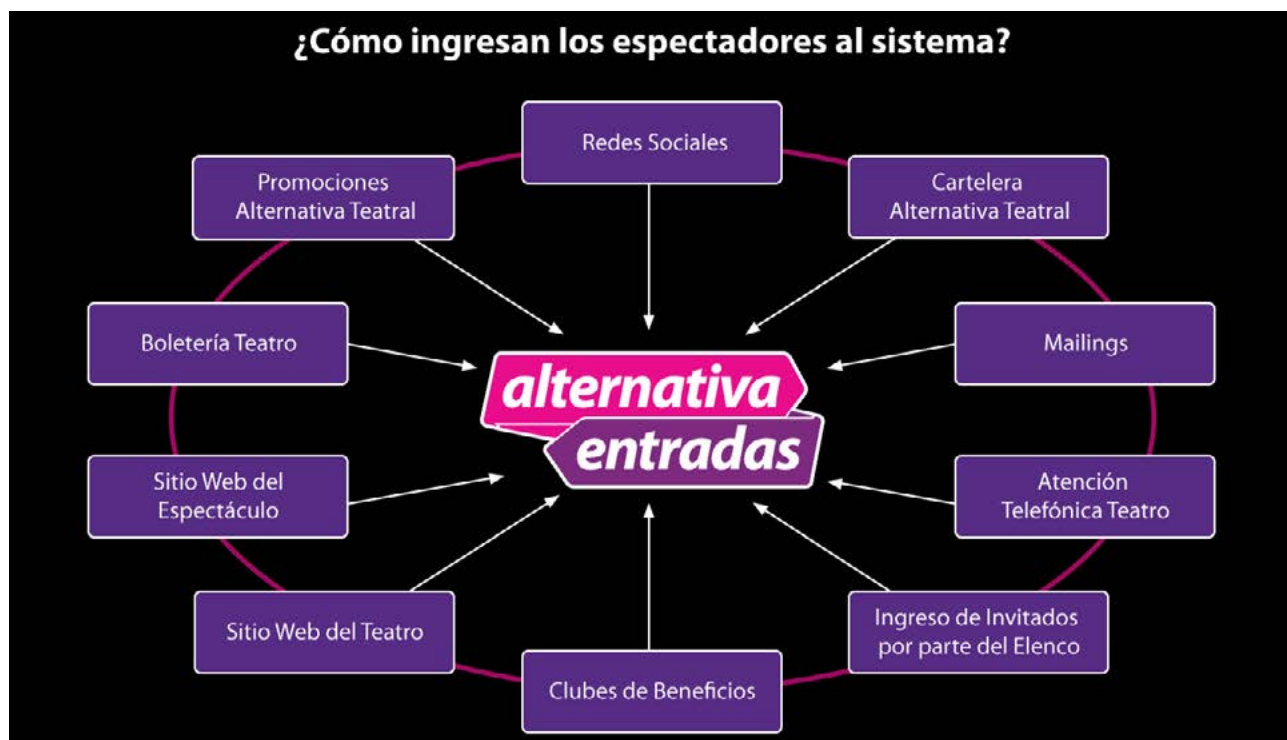 ¿Cómo ingresan los espectadores al sistema?
Redes Sociales
Promociones
Alternativa Teatral
Cartelera
Alternativa Teatral
Boletería Teatro
Mailings
alternativa
entradas
Sitio Web del
Espectáculo
Atención
Telefónica Teatro
Sitio Web del Teatro
Ingreso de Invitados
por parte del Elenco
Clubes de Beneficios